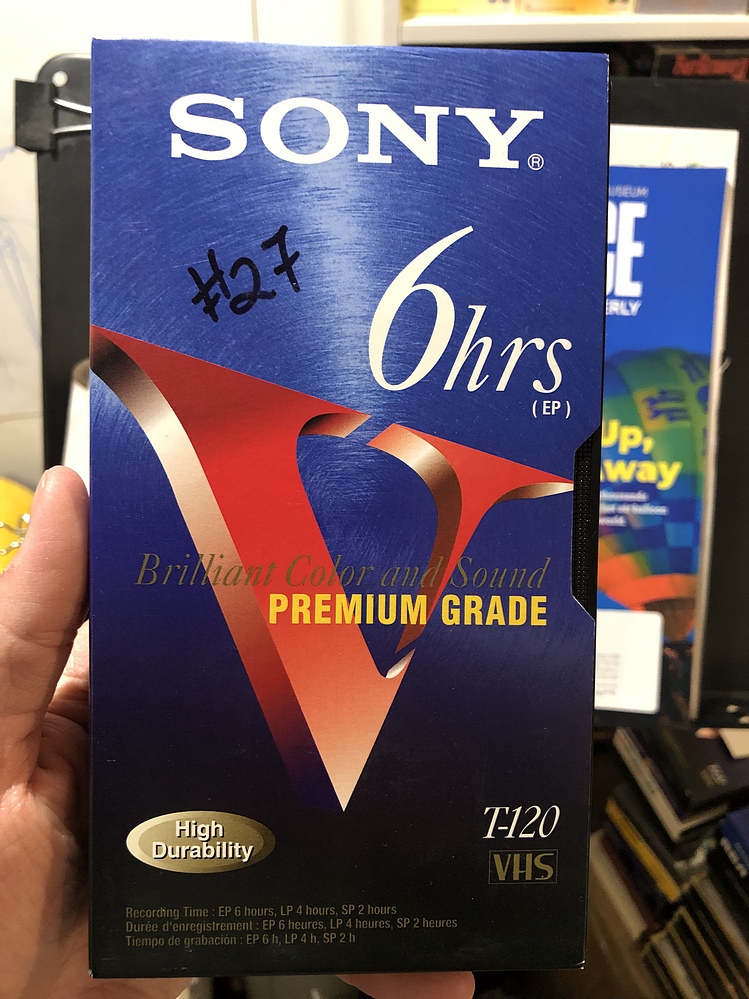 SONY®
#27
6hrs
(EP)
Brilliant Color and Sound
PREMIUM GRADE
High
Durability
T-120
VHS
Recording Time : EP 6 hours, LP 4 hours, SP 2 hours
Durée d'enregistrement : EP 6 heures, LP 4 heures, SP 2 heures
Tiempo de grabación : EP 6 h, LP 4 h, SP 2 h
Up,